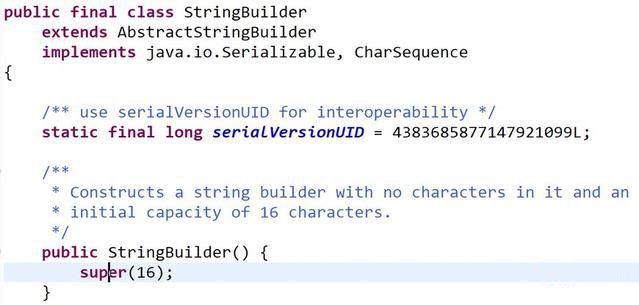 public final class StringBuilder
extends AbstractStringBuilder
implements java.io.Serializable, CharSequence
{
/** use serialVersionUID for interoperability */
static final long serialVersionUID = 4383685877147921099L;
/**
* Constructs a string builder with no characters in it and an
* initial capacity of 16 characters.
*/
public StringBuilder() {
super(16);
}